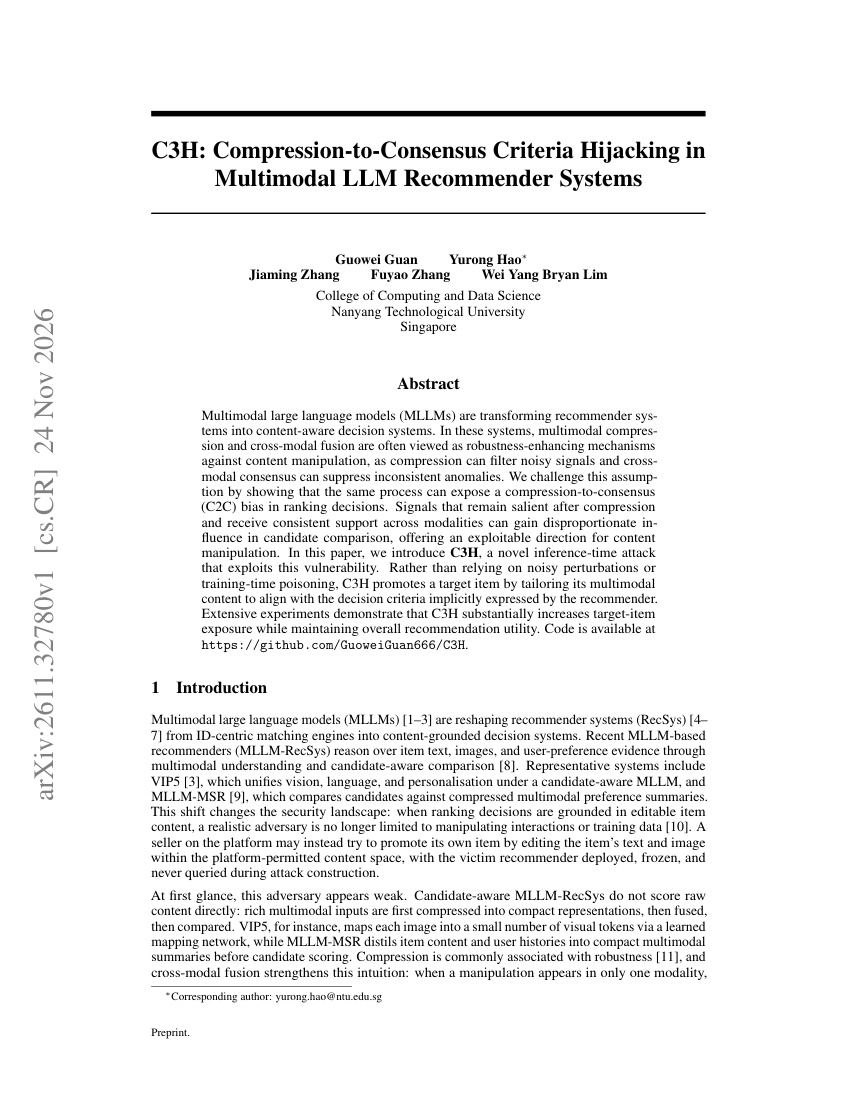 C3H: Compression-to-Consensus Criteria Hijacking in
Multimodal LLM Recommender Systems
Guowei Guan Yurong Hao*
Jiaming Zhang Fuyao Zhang Wei Yang Bryan Lim
College of Computing and Data Science
Nanyang Technological University
Singapore
arXiv:2611.32780v1 [cs.CR] 24 Nov 2026
Abstract
Multimodal large language models (MLLMs) are transforming recommender sys-
tems into content-aware decision systems. In these systems, multimodal compres-
sion and cross-modal fusion are often viewed as robustness-enhancing mechanisms
against content manipulation, as compression can filter noisy signals and cross-
modal consensus can suppress inconsistent anomalies. We challenge this assump-
tion by showing that the same process can expose a compression-to-consensus
(C2C) bias in ranking decisions. Signals that remain salient after compression
and receive consistent support across modalities can gain disproportionate in-
fluence in candidate comparison, offering an exploitable direction for content
manipulation. In this paper, we introduce C3H, a novel inference-time attack
that exploits this vulnerability. Rather than relying on noisy perturbations or
training-time poisoning, C3H promotes a target item by tailoring its multimodal
content to align with the decision criteria implicitly expressed by the recommender.
Extensive experiments demonstrate that C3H substantially increases target-item
exposure while maintaining overall recommendation utility. Code is available at
https://github.com/GuoweiGuan666/C3H.
1 Introduction
Multimodal large language models (MLLMs) [1–3] are reshaping recommender systems (RecSys) [4–
7] from ID-centric matching engines into content-grounded decision systems. Recent MLLM-based
recommenders (MLLM-RecSys) reason over item text, images, and user-preference evidence through
multimodal understanding and candidate-aware comparison [8]. Representative systems include
VIP5 [3], which unifies vision, language, and personalisation under a candidate-aware MLLM, and
MLLM-MSR [9], which compares candidates against compressed multimodal preference summaries.
This shift changes the security landscape: when ranking decisions are grounded in editable item
content, a realistic adversary is no longer limited to manipulating interactions or training data [10]. A
seller on the platform may instead try to promote its own item by editing the item's text and image
within the platform-permitted content space, with the victim recommender deployed, frozen, and
never queried during attack construction.
At first glance, this adversary appears weak. Candidate-aware MLLM-RecSys do not score raw
content directly: rich multimodal inputs are first compressed into compact representations, then fused,
then compared. VIP5, for instance, maps each image into a small number of visual tokens via a learned
mapping network, while MLLM-MSR distils item content and user histories into compact multimodal
summaries before candidate scoring. Compression is commonly associated with robustness [11], and
cross-modal fusion strengthens this intuition: when a manipulation appears in only one modality,
*Corresponding author: yurong.hao@ntu.edu.sg
Preprint.